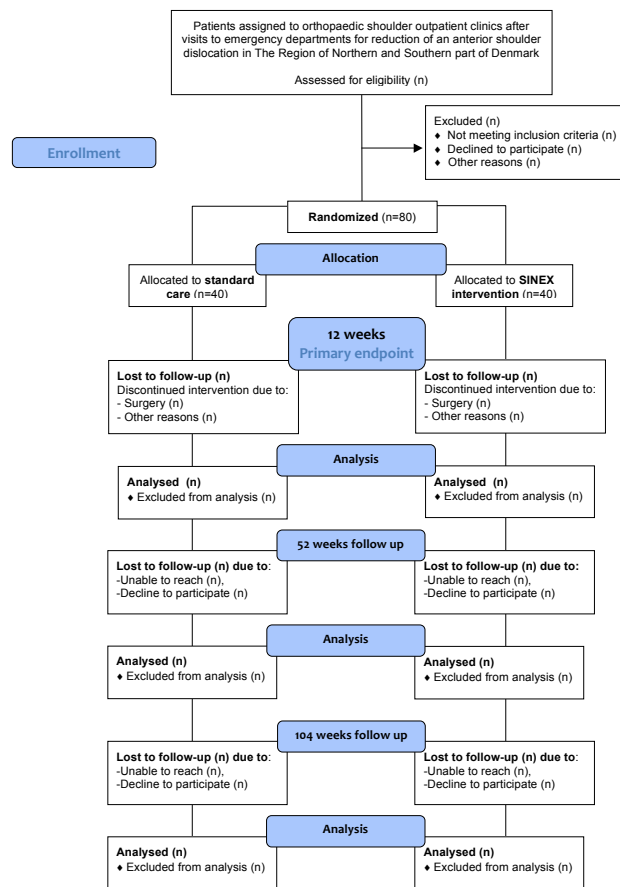 Patients assigned to orthopaedic shoulder outpatient clinics after
visits to emergency departments for reduction of an anterior shoulder
dislocation in The Region of Northern and Southern part of Denmark
Assessed for eligibility (n)
Excluded (n)
♦ Not meeting inclusion criteria (n)
♦ Declined to participate (n)
♦ Other reasons (n)
Enrollment
Randomized (n=80)
Allocation
Allocated to standard
care (n=40)
Allocated to SINEX
intervention (n=40)
12 weeks
Primary endpoint
Lost to follow-up (n)
Discontinued intervention due to:
- Surgery (n)
- Other reasons (n)
Lost to follow-up (n)
Discontinued intervention due to:
- Surgery (n)
- Other reasons (n)
Analysis
Analysed (n)
♦ Excluded from analysis (n)
Analysed (n)
♦ Excluded from analysis (n)
52 weeks follow up
Lost to follow-up (n) due to:
-Unable to reach (n),
-Decline to participate (n)
Lost to follow-up (n) due to:
-Unable to reach (n),
-Decline to participate (n)
Analysis
Analysed (n)
♦ Excluded from analysis (n)
Analysed (n)
♦ Excluded from analysis (n)
104 weeks follow up
Lost to follow-up (n) due to:
-Unable to reach (n),
-Decline to participate (n)
Lost to follow-up (n) due to:
-Unable to reach (n),
-Decline to participate (n)
Analysis
Analysed (n)
♦ Excluded from analysis (n)
Analysed (n)
♦ Excluded from analysis (n)